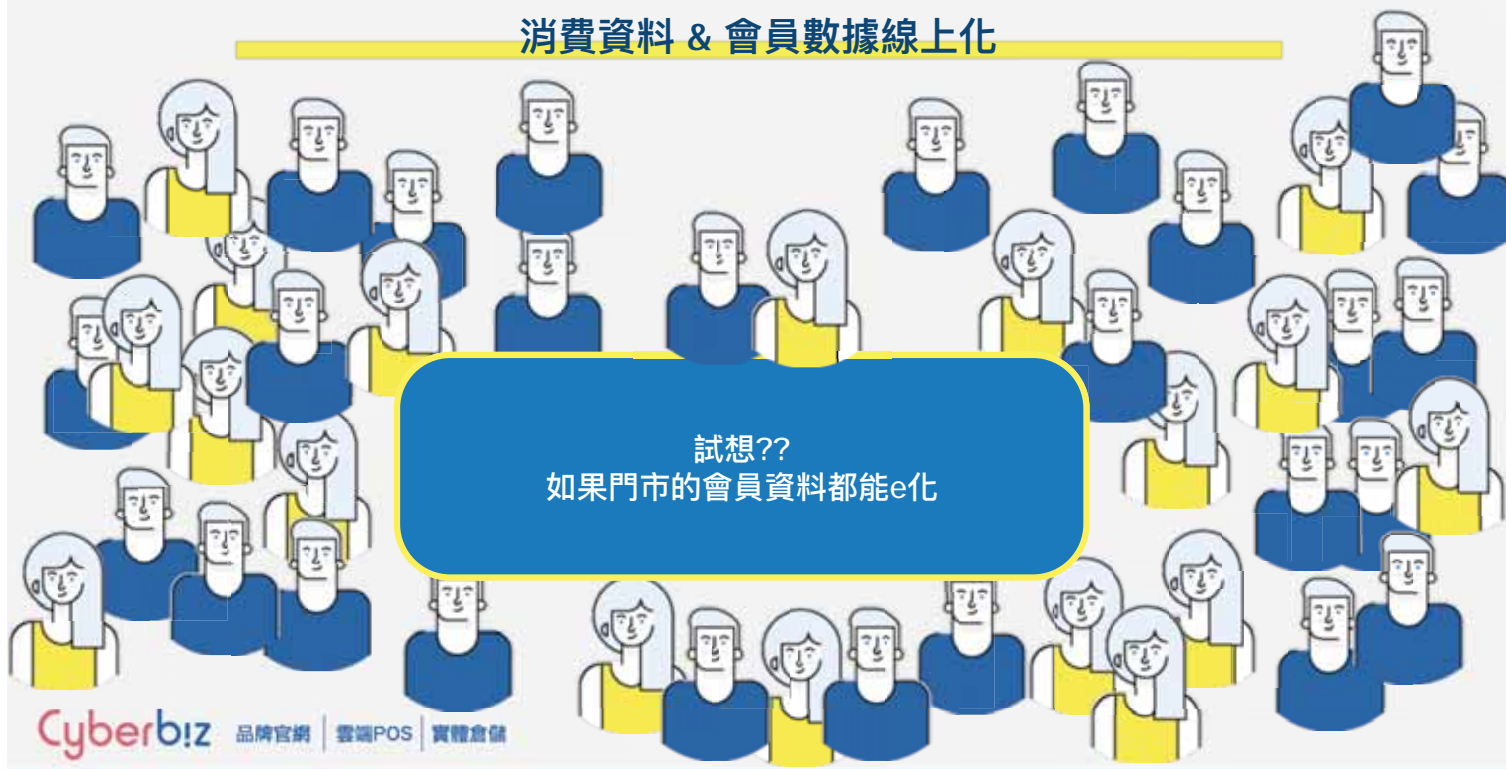 消費資料 & 會員數據線上化
試想??
如果門市的會員資料都能e化
Cyberbiz 品牌官網 | 雲端POS | 實體倉儲